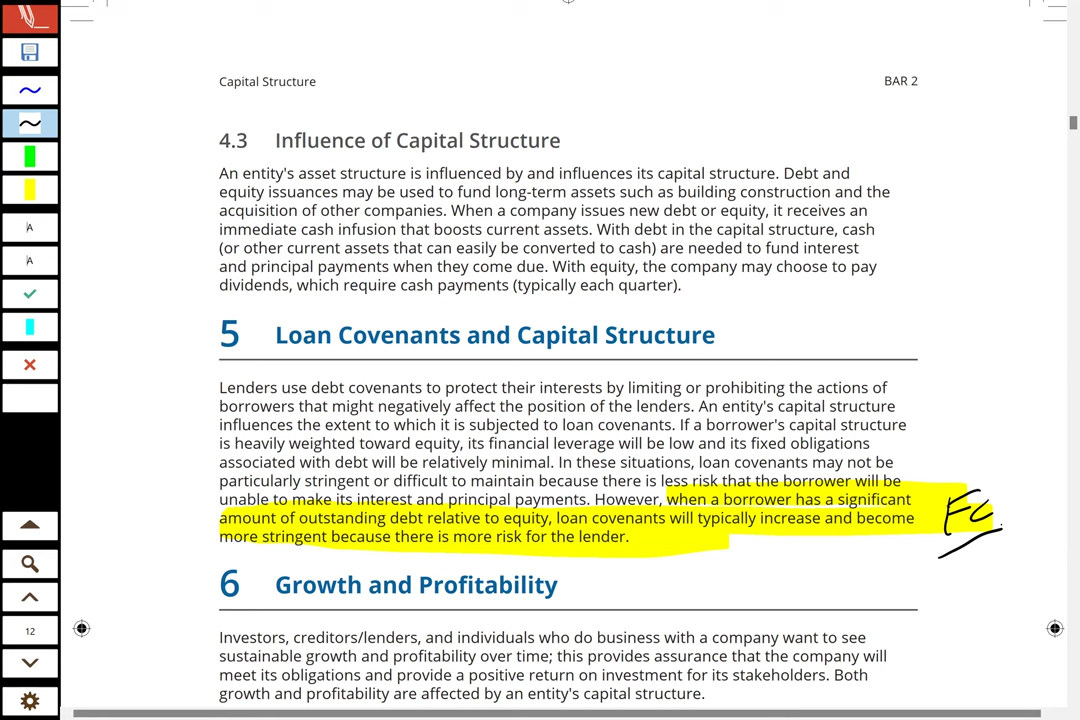 Capital Structure
BAR 2
4.3 Influence of Capital Structure
An entity's asset structure is influenced by and influences its capital structure. Debt and
equity issuances may be used to fund long-term assets such as building construction and the
acquisition of other companies. When a company issues new debt or equity, it receives an
immediate cash infusion that boosts current assets. With debt in the capital structure, cash
(or other current assets that can easily be converted to cash) are needed to fund interest
and principal payments when they come due. With equity, the company may choose to pay
dividends, which require cash payments (typically each quarter).
5 Loan Covenants and Capital Structure
Lenders use debt covenants to protect their interests by limiting or prohibiting the actions of
borrowers that might negatively affect the position of the lenders. An entity's capital structure
influences the extent to which it is subjected to loan covenants. If a borrower's capital structure
is heavily weighted toward equity, its financial leverage will be low and its fixed obligations
associated with debt will be relatively minimal. In these situations, loan covenants may not be
particularly stringent or difficult to maintain because there is less risk that the borrower will be
unable to make its interest and principal payments. However, when a borrower has a significant
amount of outstanding debt relative to equity, loan covenants will typically increase and become
more stringent because there is more risk for the lender.
FC
6 Growth and Profitability
Investors, creditors/lenders, and individuals who do business with a company want to see
sustainable growth and profitability over time; this provides assurance that the company will
meet its obligations and provide a positive return on investment for its stakeholders. Both
growth and profitability are affected by an entity's capital structure.
A
A
12